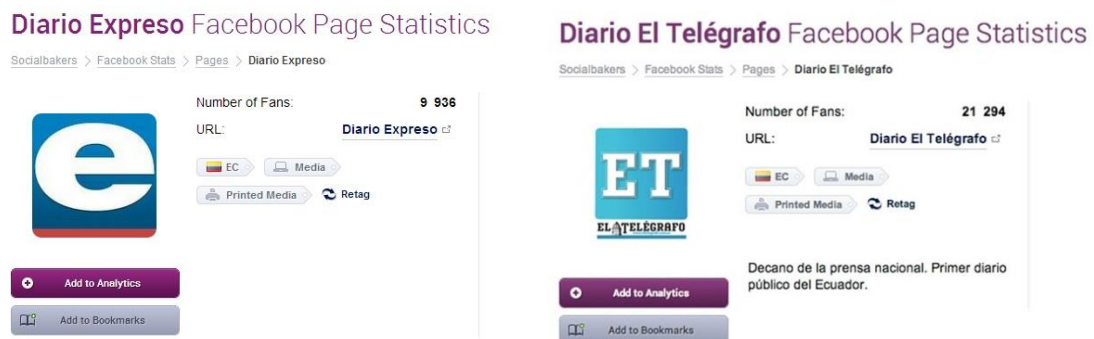 Diario Expreso Facebook Page Statistics
Socialbakers > Facebook Stats > Pages > Diario Expreso
e
Number of Fans: 9 936
URL: Diario Expreso
EC Media
Printed Media Retag
Add to Analytics
Add to Bookmarks
Diario El Telégrafo Facebook Page Statistics
Socialbakers > Facebook Stats > Pages > Diario El Telégrafo
ET
EL TELÉGRAFO
Number of Fans: 21 294
URL: Diario El Telégrafo
EC Media
Printed Media Retag
Decano de la prensa nacional. Primer diario
público del Ecuador.
Add to Analytics
Add to Bookmarks